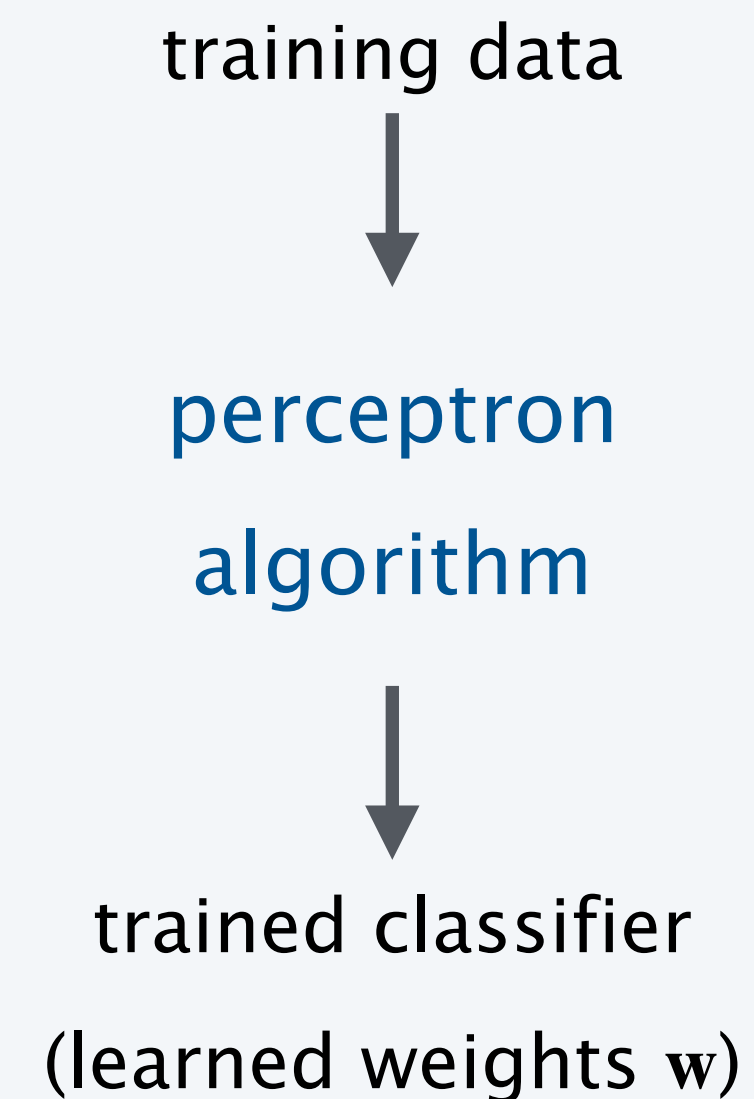 training data
perceptron
algorithm
trained classifier
(learned weights w)